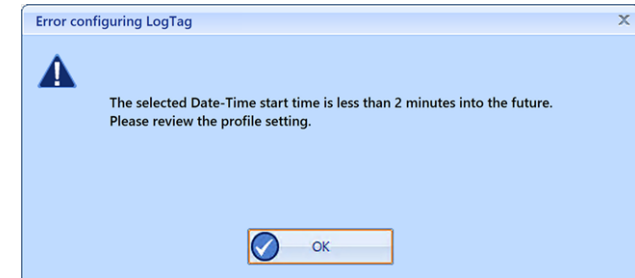 Error configuring LogTag
The selected Date-Time start time is less than 2 minutes into the future.
Please review the profile setting.
OK